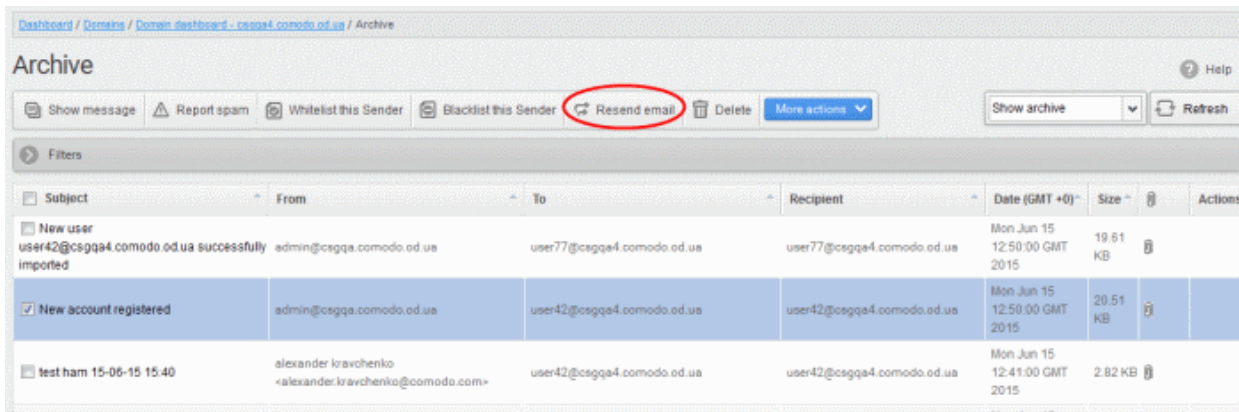 Dashboard / Domains / Domain dashboard - csgqa4.comodo.od.ua / Archive
Archive
Help
Show message Report spam Whitelist this Sender Blacklist this Sender Resend email Delete More actions Show archive Refresh
Filters
Subject From To Recipient Date (GMT +0) Size Actions
New user
user42@csgqa4.comodo.od.ua successfully
imported
admin@csgqa.comodo.od.ua user77@csgqa4.comodo.od.ua user77@csgqa4.comodo.od.ua
Mon Jun 15
12:50:00 GMT
2015
19.61
KB
New account registered admin@csgqa.comodo.od.ua user42@csgqa4.comodo.od.ua user42@csgqa4.comodo.od.ua
Mon Jun 15
12:50:00 GMT
2015
20.51
KB
test ham 15-06-15 15:40
alexander kravchenko
<alexander.kravchenko@comodo.com>
user42@csgqa4.comodo.od.ua user42@csgqa4.comodo.od.ua
Mon Jun 15
12:41:00 GMT
2015
2.82 KB